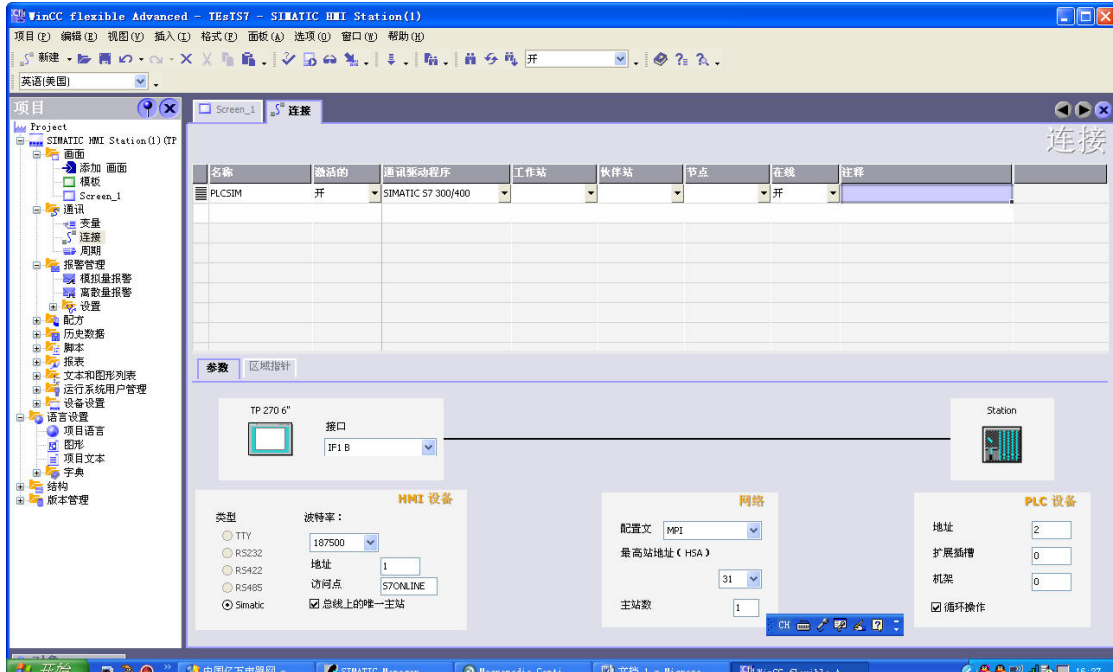 WinCC flexible Advanced - TEsTS7 - SIMATIC HMI Station(1)
项目(P) 编辑(E) 视图(V) 插入(I) 格式(F) 面板(A) 选项(O) 窗口(W) 帮助(H)
新建 开
英语(美国)
项目
Screen_1 连接
连接
Project
SIMATIC HMI Station(1)(TP
画面
添加 画面
模板
Screen_1
通讯
变量
连接
周期
报警管理
模拟量报警
离散量报警
设置
配方
历史数据
脚本
报表
文本和图形列表
运行系统用户管理
设备设置
语言设置
项目语言
图形
项目文本
字典
结构
版本管理
名称 激活的 通讯驱动程序 工作站 伙伴站 节点 在线 注释
PLCSIM 开 SIMATIC S7 300/400 开
参数 区域指针
TP 270 6"
接口
IF1 B
Station
HMI 设备
类型
TTY
RS232
RS422
RS485
Simatic
波特率：
187500
地址 1
访问点 S7ONLINE
总线上的唯一主站
网络
配置文 MPI
最高站地址（HSA）
31
主站数 1
PLC 设备
地址 2
扩展插槽 0
机架 0
循环操作
CH
开始
SIMATIC Manager
文档 1 - Micros
16:27